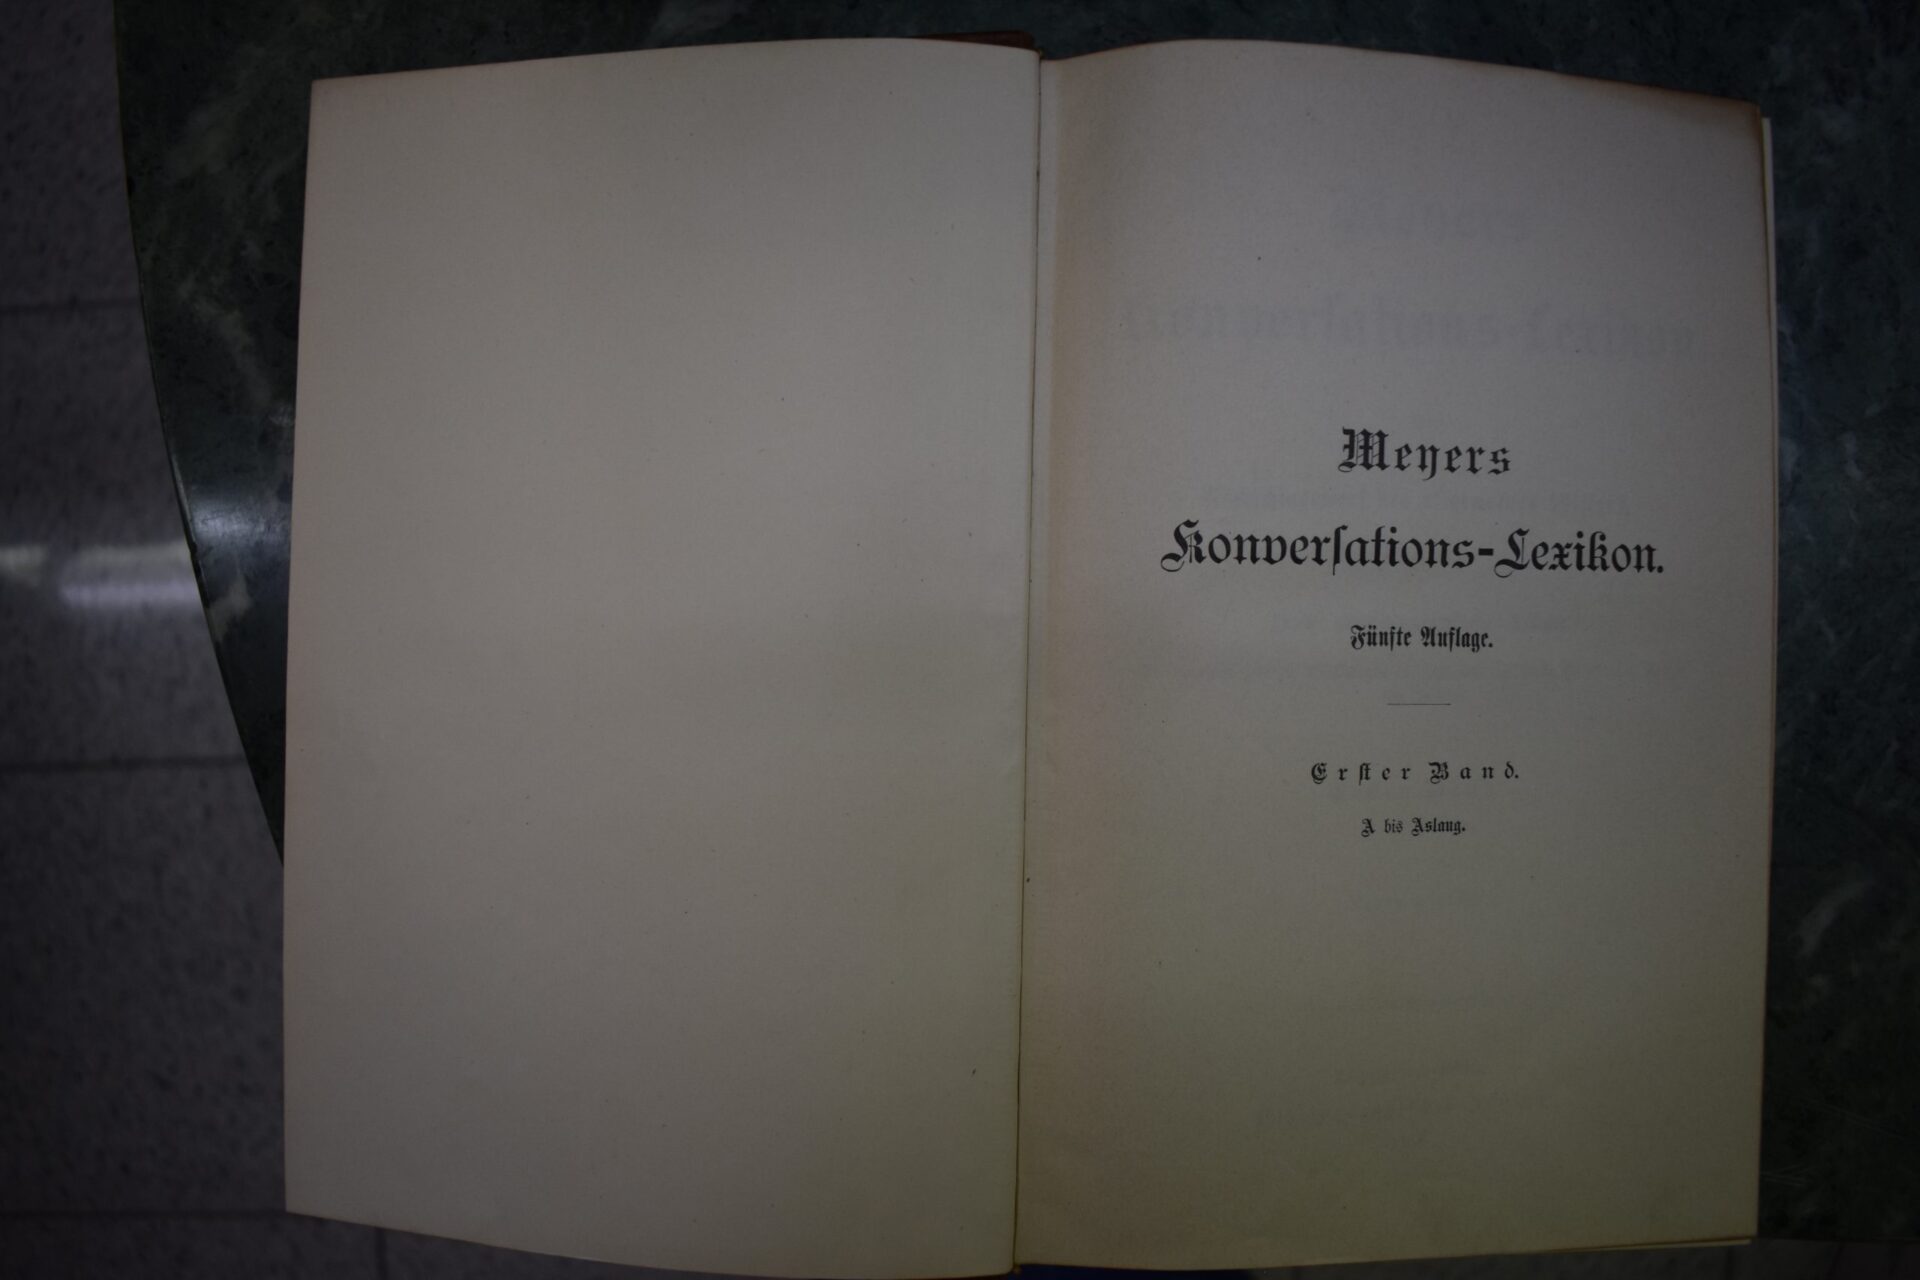 Meyers
Konverſations-Lexikon.
Fünfte Auflage.
Erſter Band.
A bis Aslaug.